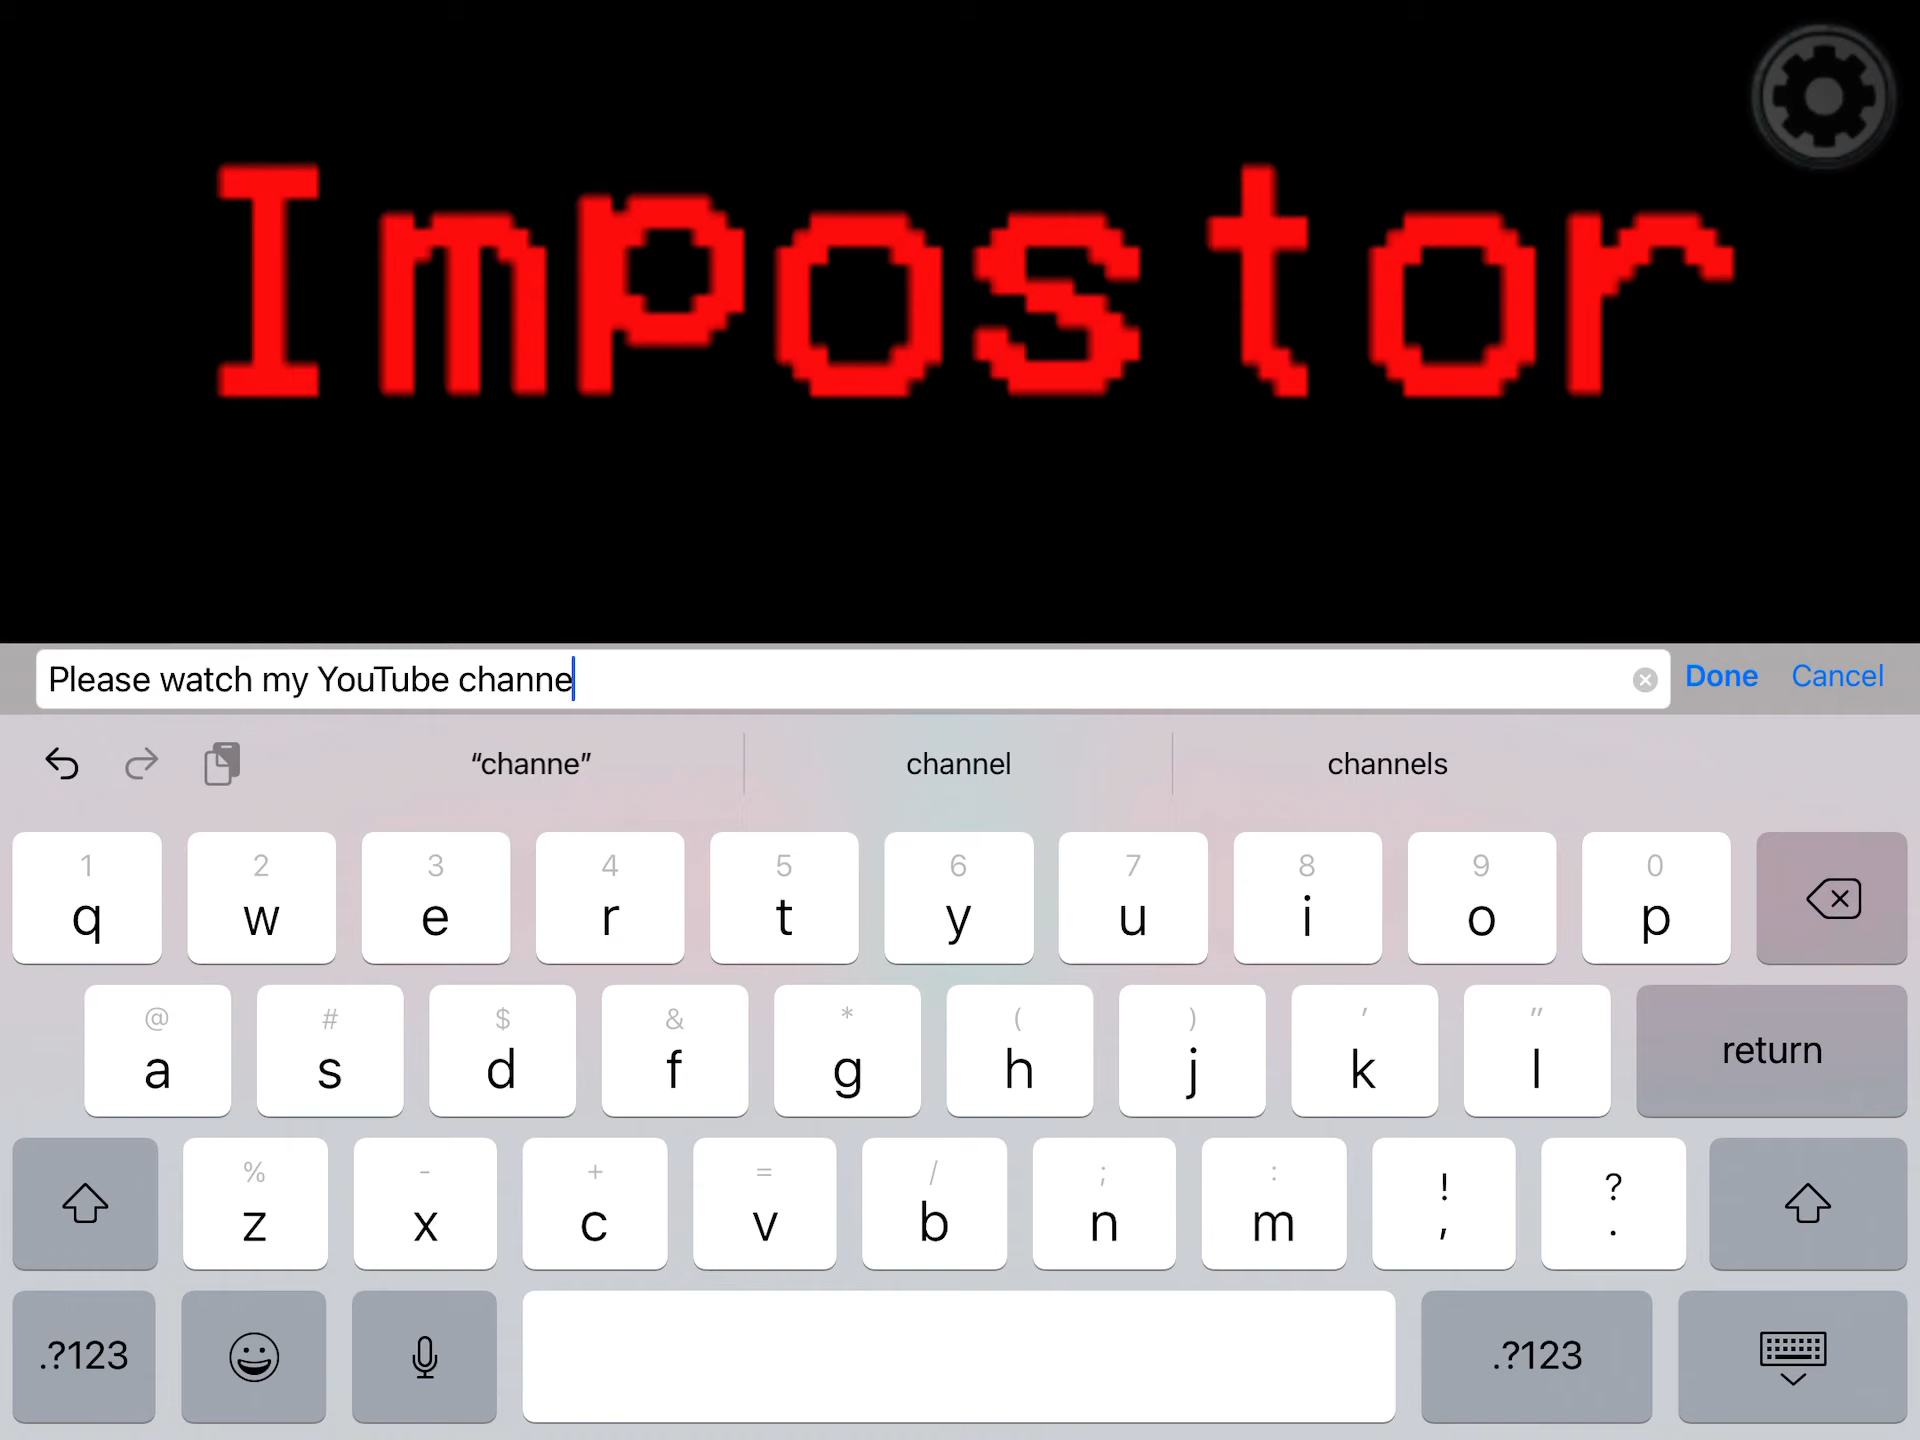 Impostor
Please watch my YouTube channe
Done
Cancel
“channe”
channel
channels
1 2 3 4 5 6 7 8 9 0
q w e r t y u i o p
@ # $ & * ( ) ' "
a s d f g h j k l return
% - + = / ; : ! ?
z x c v b n m , .
.?123 .?123